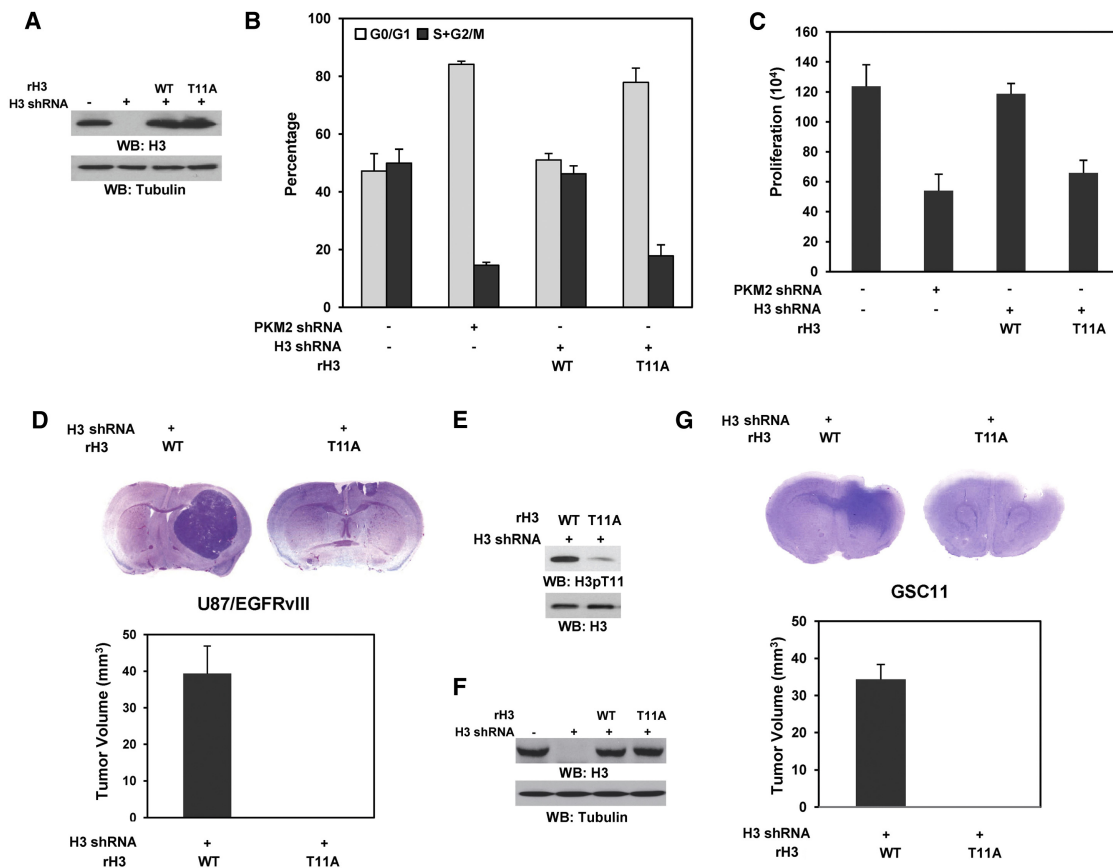 A
rH3 WT T11A
H3 shRNA - + + +
WB: H3
WB: Tubulin
B
100
80
60
40
20
0
Percentage
G0/G1 S+G2/M
PKM2 shRNA - + - -
H3 shRNA - - + +
rH3 WT T11A
C
160
140
120
100
80
60
40
20
0
Proliferation (10⁴)
PKM2 shRNA - + - -
H3 shRNA - - + +
rH3 WT T11A
D
H3 shRNA + +
rH3 WT T11A
U87/EGFRvIII
50
40
30
20
10
0
Tumor Volume (mm³)
H3 shRNA + +
rH3 WT T11A
E
rH3 WT T11A
H3 shRNA + +
WB: H3pT11
WB: H3
F
rH3 WT T11A
H3 shRNA - + + +
WB: H3
WB: Tubulin
G
H3 shRNA + +
rH3 WT T11A
GSC11
50
40
30
20
10
0
Tumor Volume (mm³)
H3 shRNA + +
rH3 WT T11A